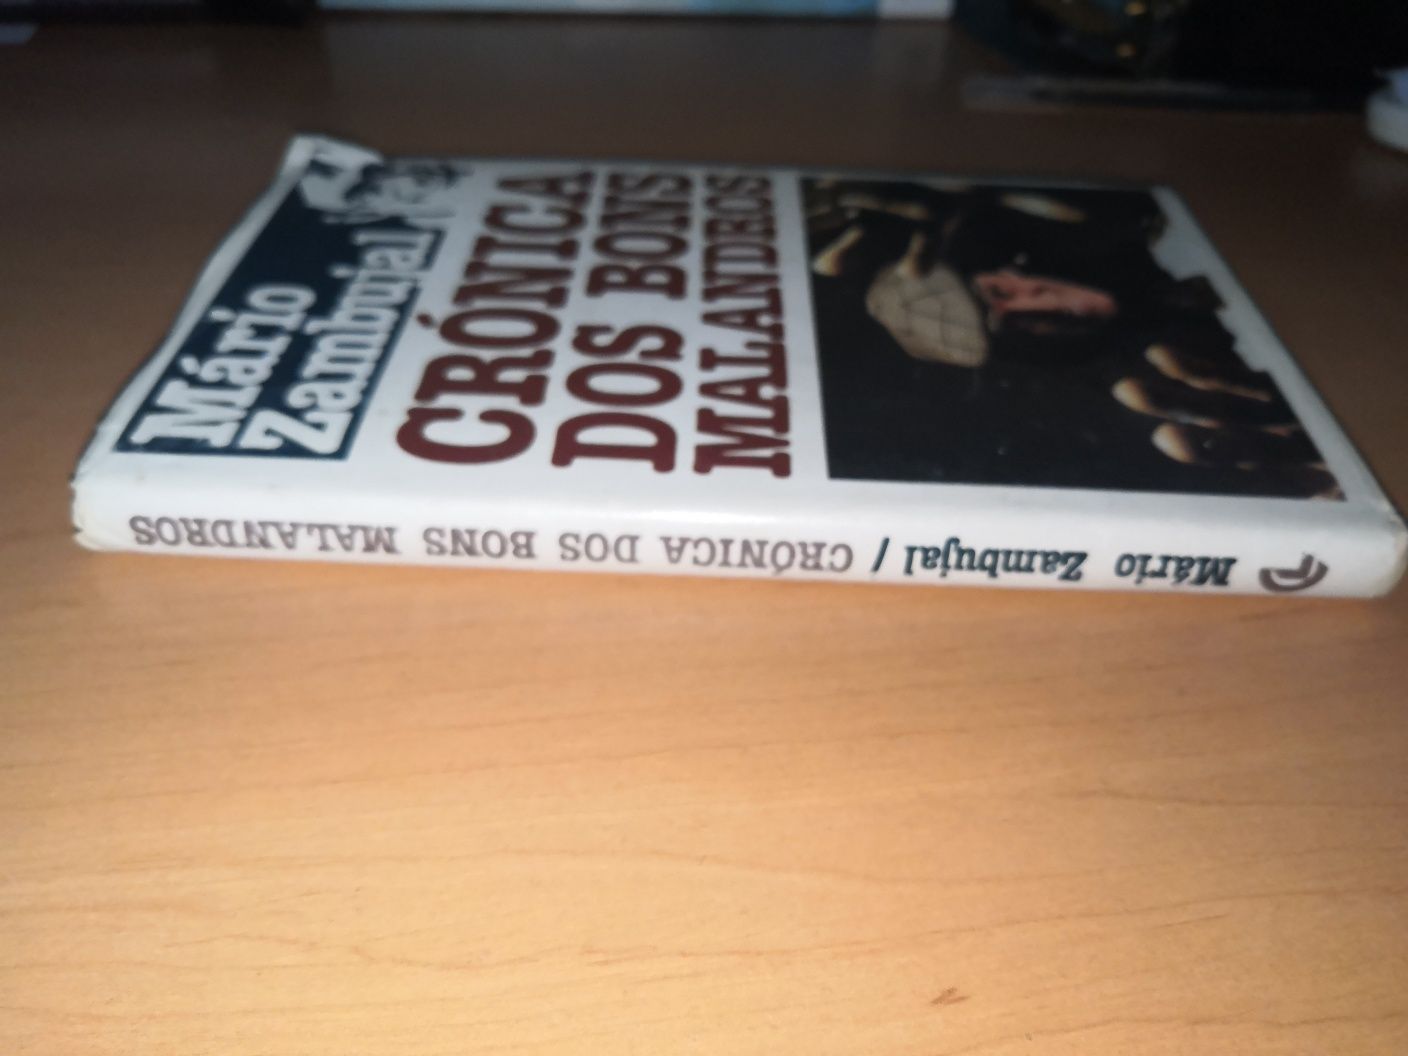 Mário
Zambujal
CRÓNICA
DOS BONS
MALANDROS
Mário Zambujal / CRÓNICA DOS BONS MALANDROS